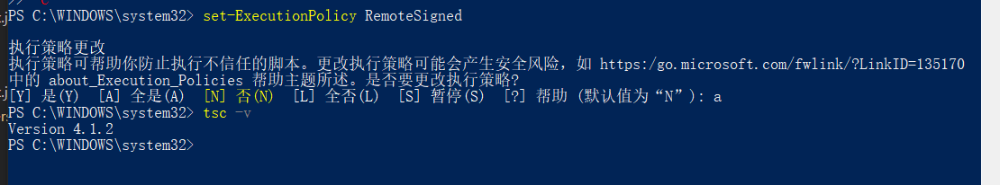 PS C:\WINDOWS\system32> set-ExecutionPolicy RemoteSigned
执行策略更改
执行策略可帮助你防止执行不信任的脚本。更改执行策略可能会产生安全风险，如 https:/go.microsoft.com/fwlink/?LinkID=135170
中的 about_Execution_Policies 帮助主题所述。是否要更改执行策略?
[Y] 是(Y)  [A] 全是(A)  [N] 否(N)  [L] 全否(L)  [S] 暂停(S)  [?] 帮助 (默认值为“N”): a
PS C:\WINDOWS\system32> tsc -v
Version 4.1.2
PS C:\WINDOWS\system32>